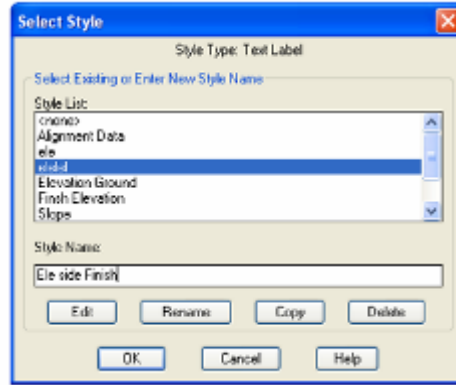 Select Style
Style Type: Text Label
Select Existing or Enter New Style Name
Style List:
<none>
Alignment Data
ele
Elevation Ground
Finsh Elevation
Slope
Style Name:
Ele side Finish
Edit Rename Copy Delete
OK Cancel Help